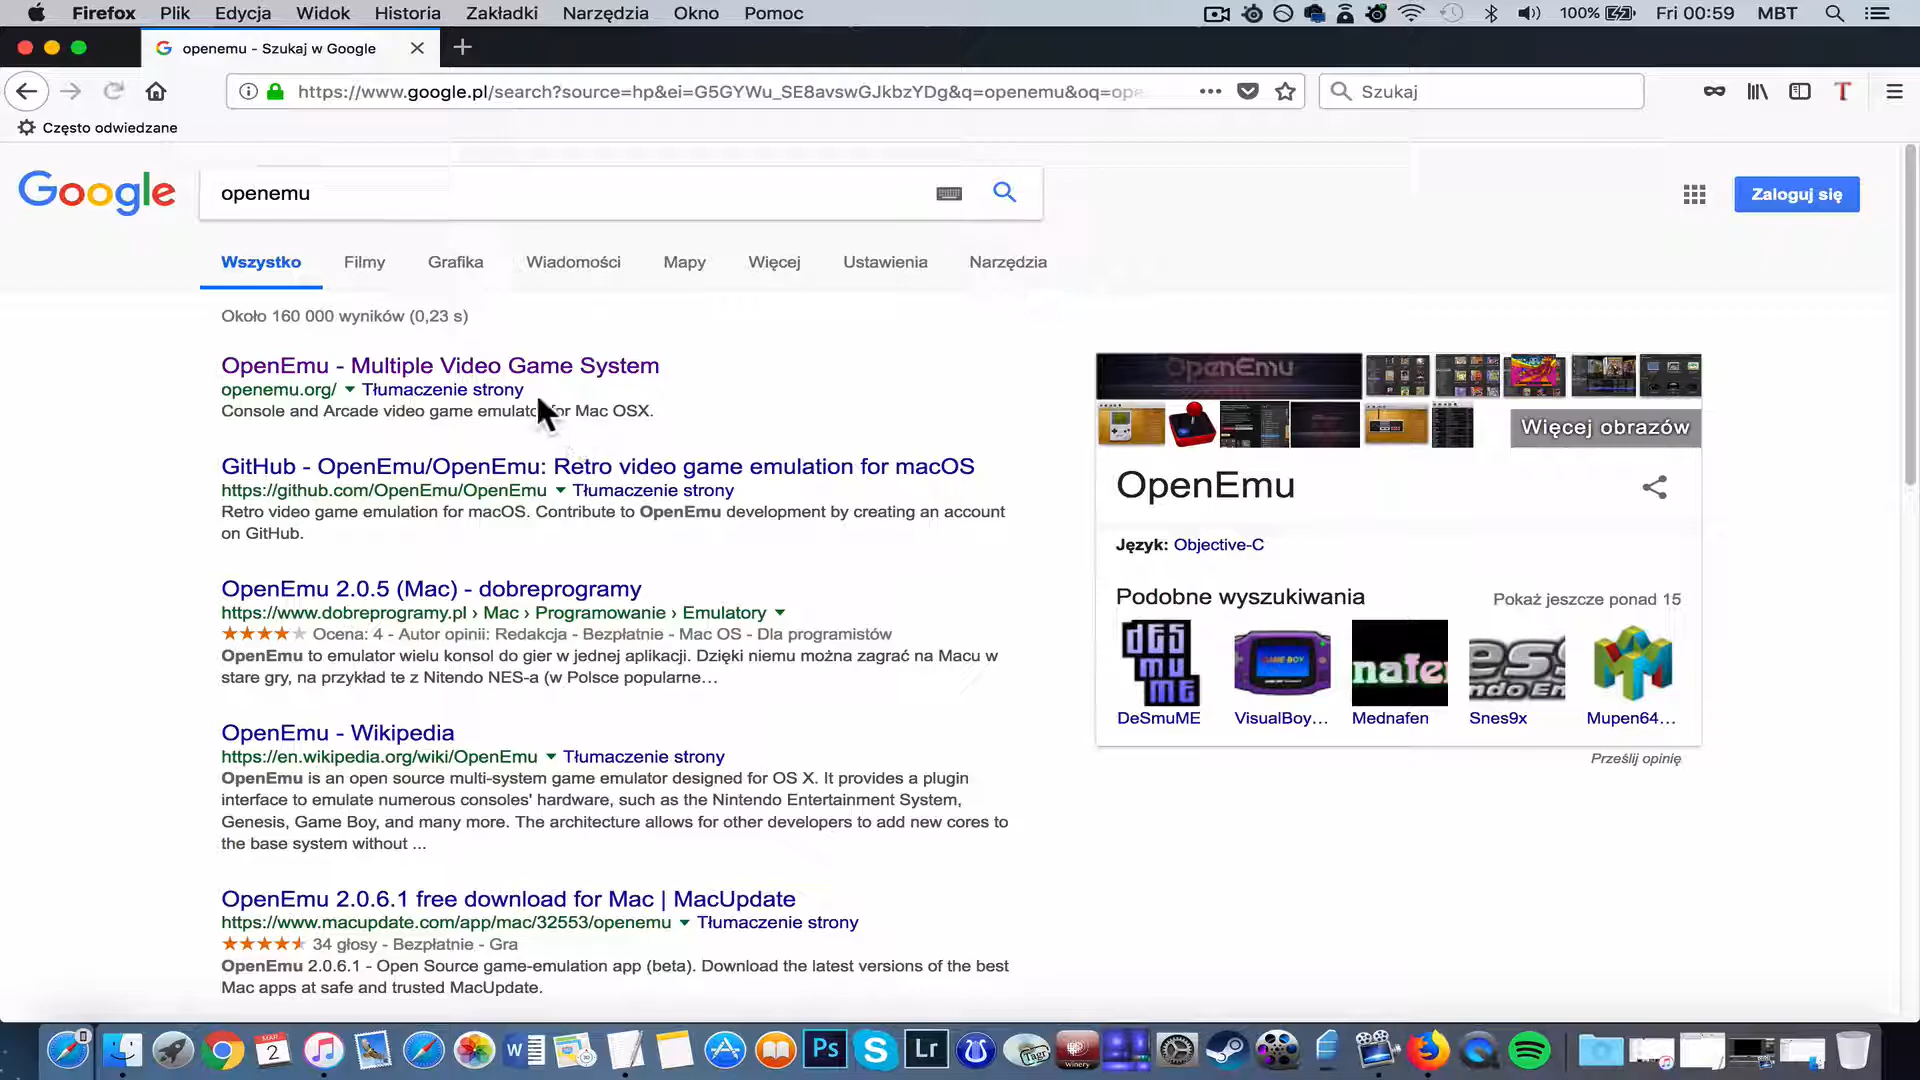 Firefox Plik Edycja Widok Historia Zakładki Narzędzia Okno Pomoc 100% Fri 00:59 MBT
openemu - Szukaj w Google
https://www.google.pl/search?source=hp&ei=G5GYWu_SE8avswGJkbzYDg&q=openemu&oq=ope
Szukaj
Często odwiedzane
Google openemu Zaloguj się
Wszystko Filmy Grafika Wiadomości Mapy Więcej Ustawienia Narzędzia
Około 160 000 wyników (0,23 s)
OpenEmu - Multiple Video Game System
openemu.org/ Tłumaczenie strony
Console and Arcade video game emulator for Mac OSX.
GitHub - OpenEmu/OpenEmu: Retro video game emulation for macOS
https://github.com/OpenEmu/OpenEmu Tłumaczenie strony
Retro video game emulation for macOS. Contribute to OpenEmu development by creating an account
on GitHub.
OpenEmu 2.0.5 (Mac) - dobreprogramy
https://www.dobreprogramy.pl › Mac › Programowanie › Emulatory
Ocena: 4 - Autor opinii: Redakcja - Bezpłatnie - Mac OS - Dla programistów
OpenEmu to emulator wielu konsol do gier w jednej aplikacji. Dzięki niemu można zagrać na Macu w
stare gry, na przykład te z Nitendo NES-a (w Polsce popularne…
OpenEmu - Wikipedia
https://en.wikipedia.org/wiki/OpenEmu Tłumaczenie strony
OpenEmu is an open source multi-system game emulator designed for OS X. It provides a plugin
interface to emulate numerous consoles' hardware, such as the Nintendo Entertainment System,
Genesis, Game Boy, and many more. The architecture allows for other developers to add new cores to
the base system without ...
OpenEmu 2.0.6.1 free download for Mac | MacUpdate
https://www.macupdate.com/app/mac/32553/openemu Tłumaczenie strony
34 głosy - Bezpłatnie - Gra
OpenEmu 2.0.6.1 - Open Source game-emulation app (beta). Download the latest versions of the best
Mac apps at safe and trusted MacUpdate.
OpenEmu
Więcej obrazów
OpenEmu
Język: Objective-C
Podobne wyszukiwania Pokaż jeszcze ponad 15
DeSmuME VisualBoy... Mednafen Snes9x Mupen64...
Prześlij opinię
MAR
2
W
Ps
Lr
Tagr
Winery